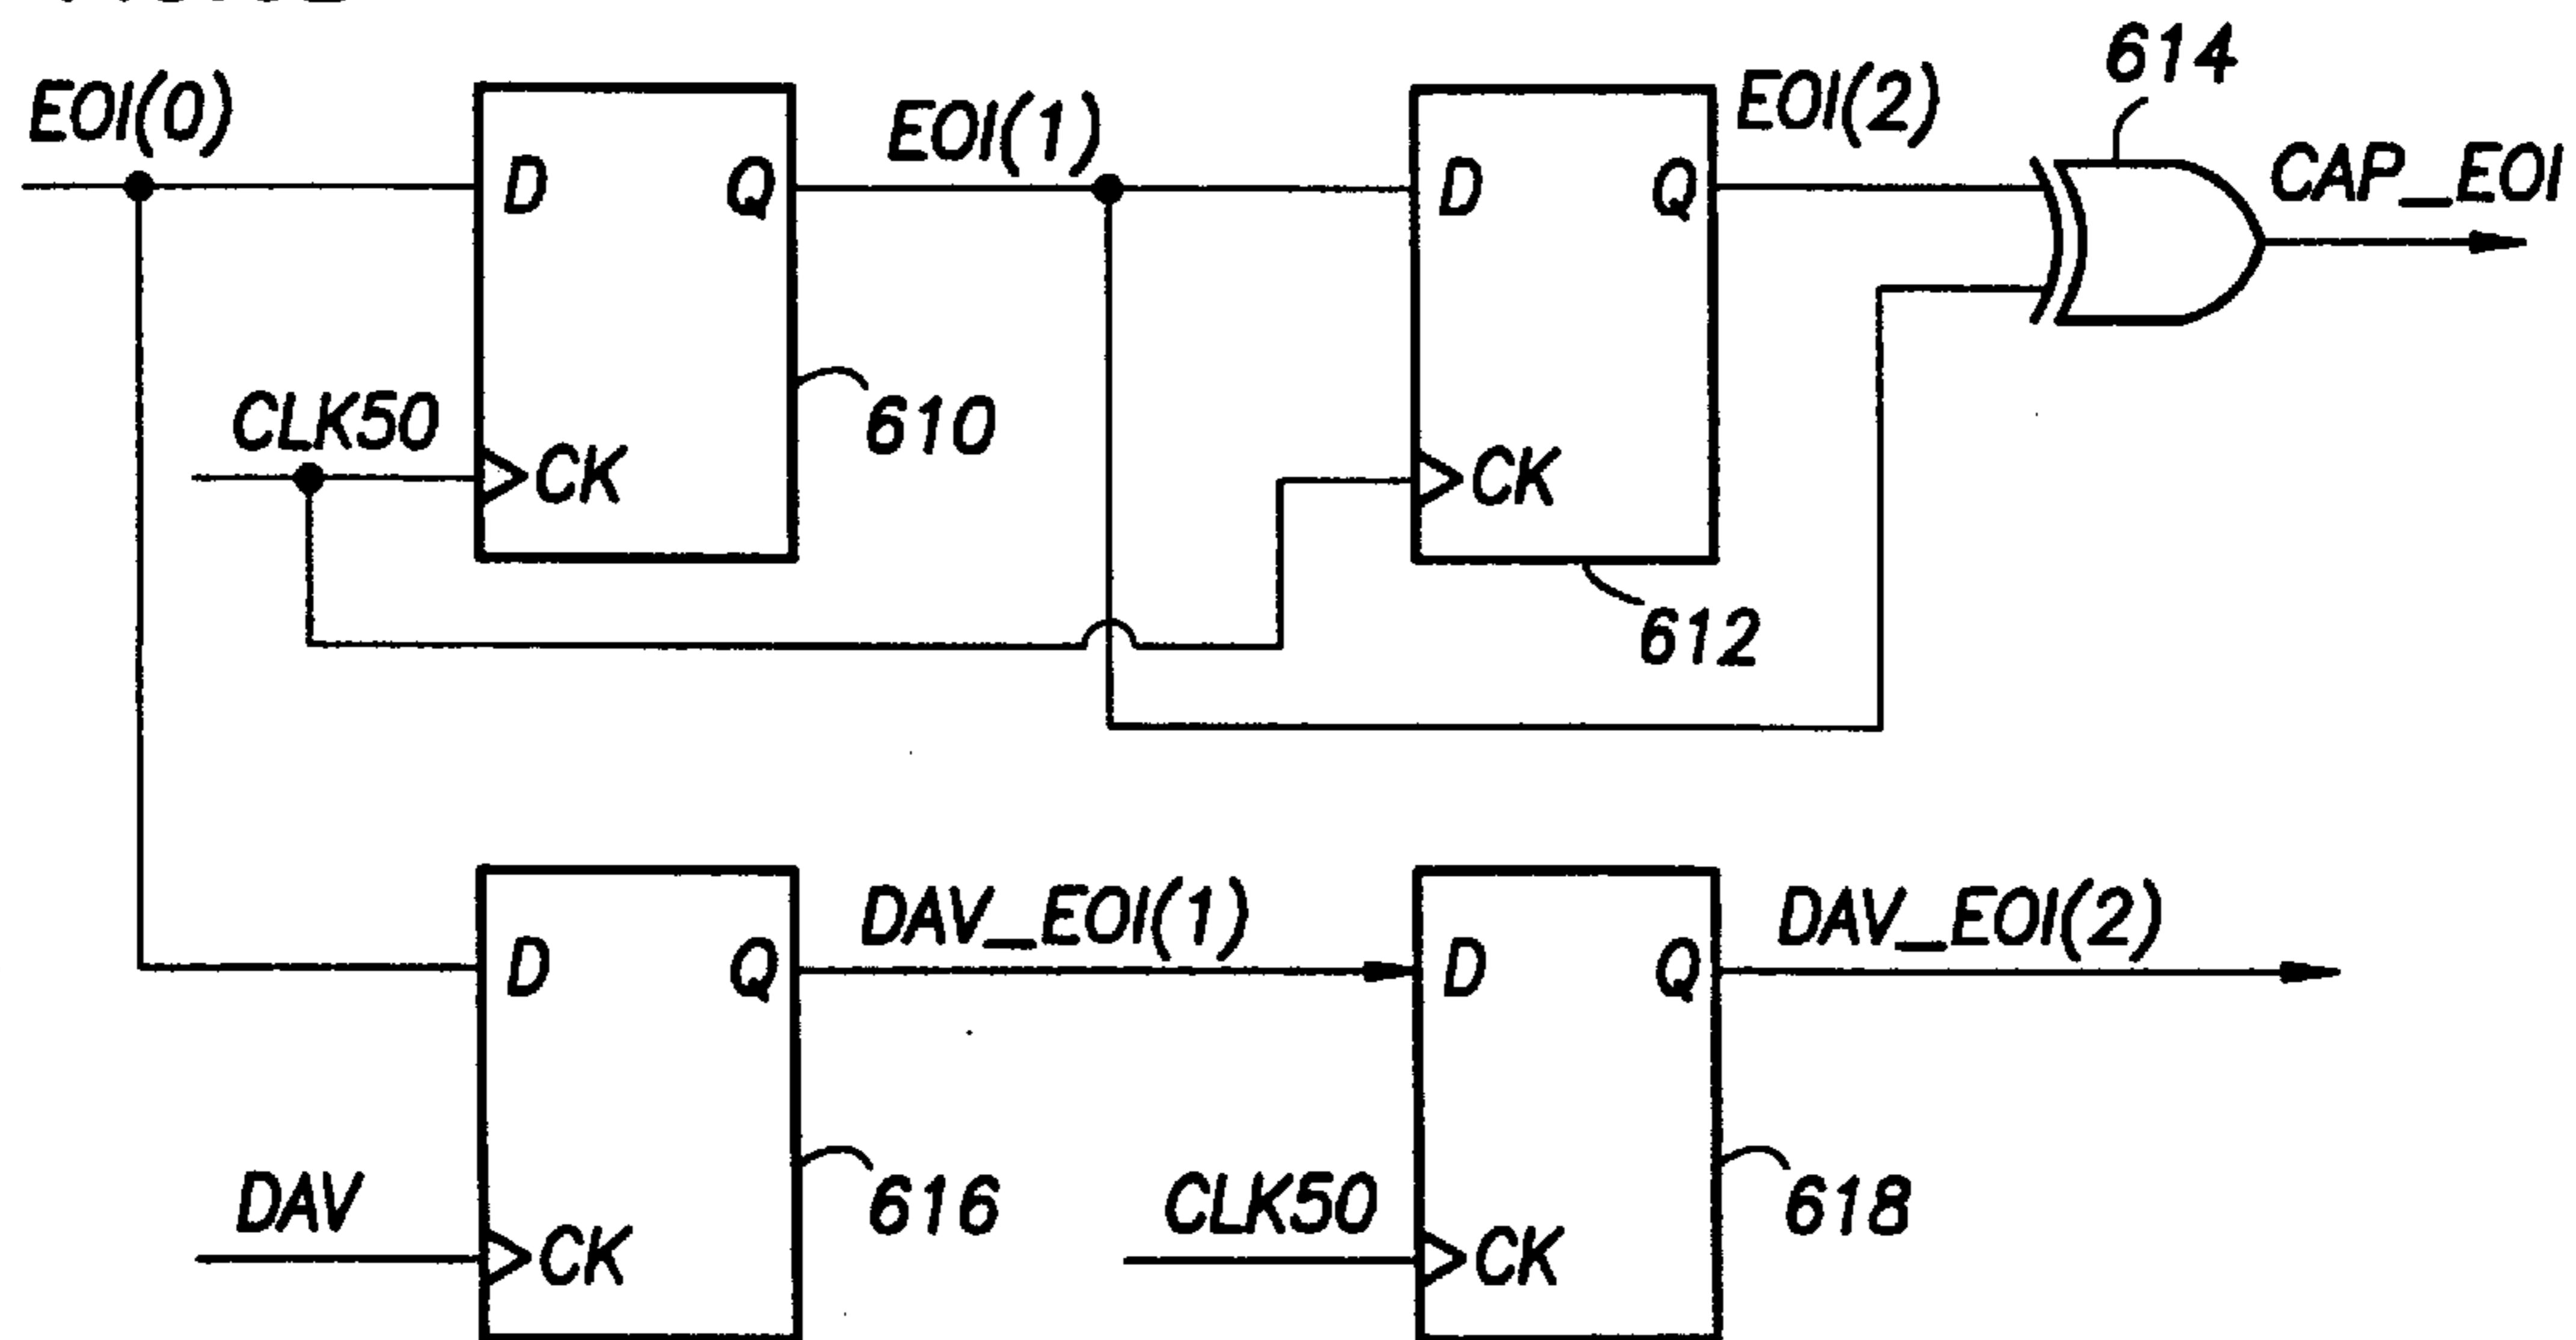 614
EOI(0)
EOI(1)
EOI(2)
CAP_EOI
D
Q
D
Q
CLK50
CK
610
CK
612
DAV_EOI(1)
DAV_EOI(2)
D
Q
D
Q
DAV
CK
616
CLK50
CK
618